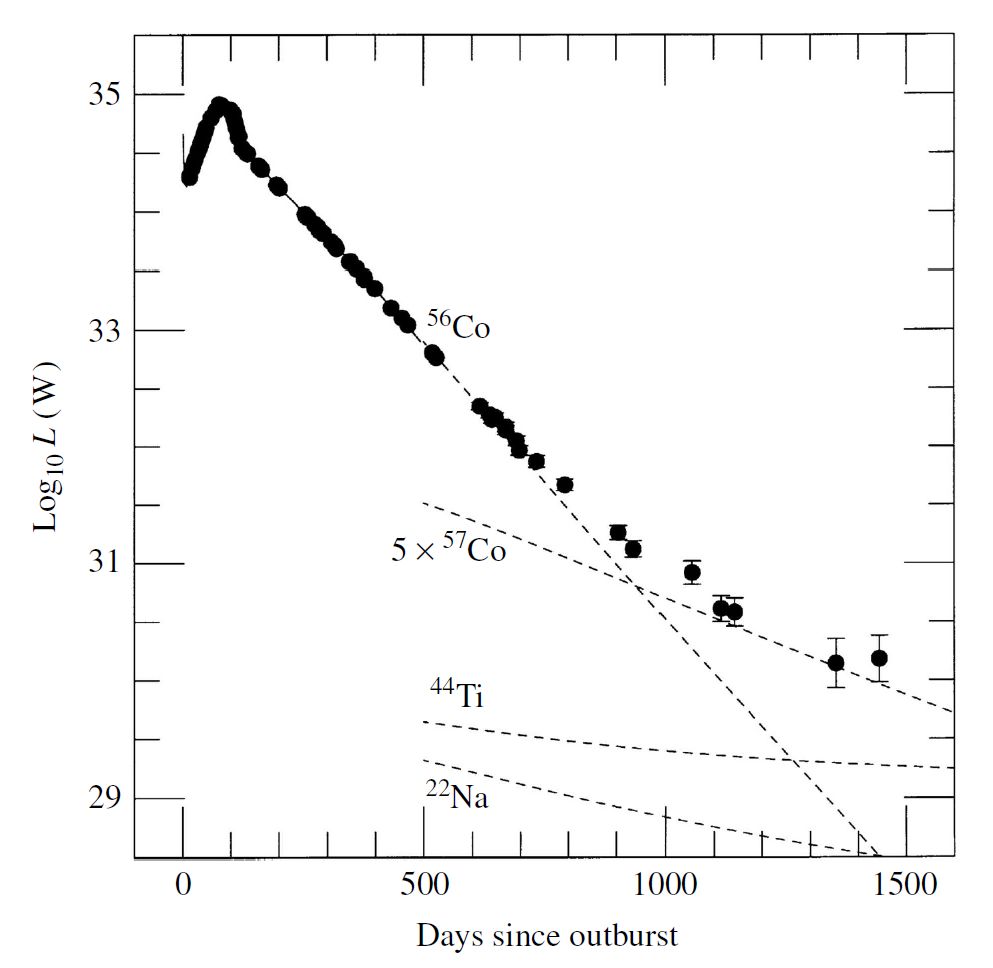 35
33
31
29
Log₁₀ L (W)
⁵⁶Co
5 × ⁵⁷Co
⁴⁴Ti
²²Na
0 500 1000 1500
Days since outburst